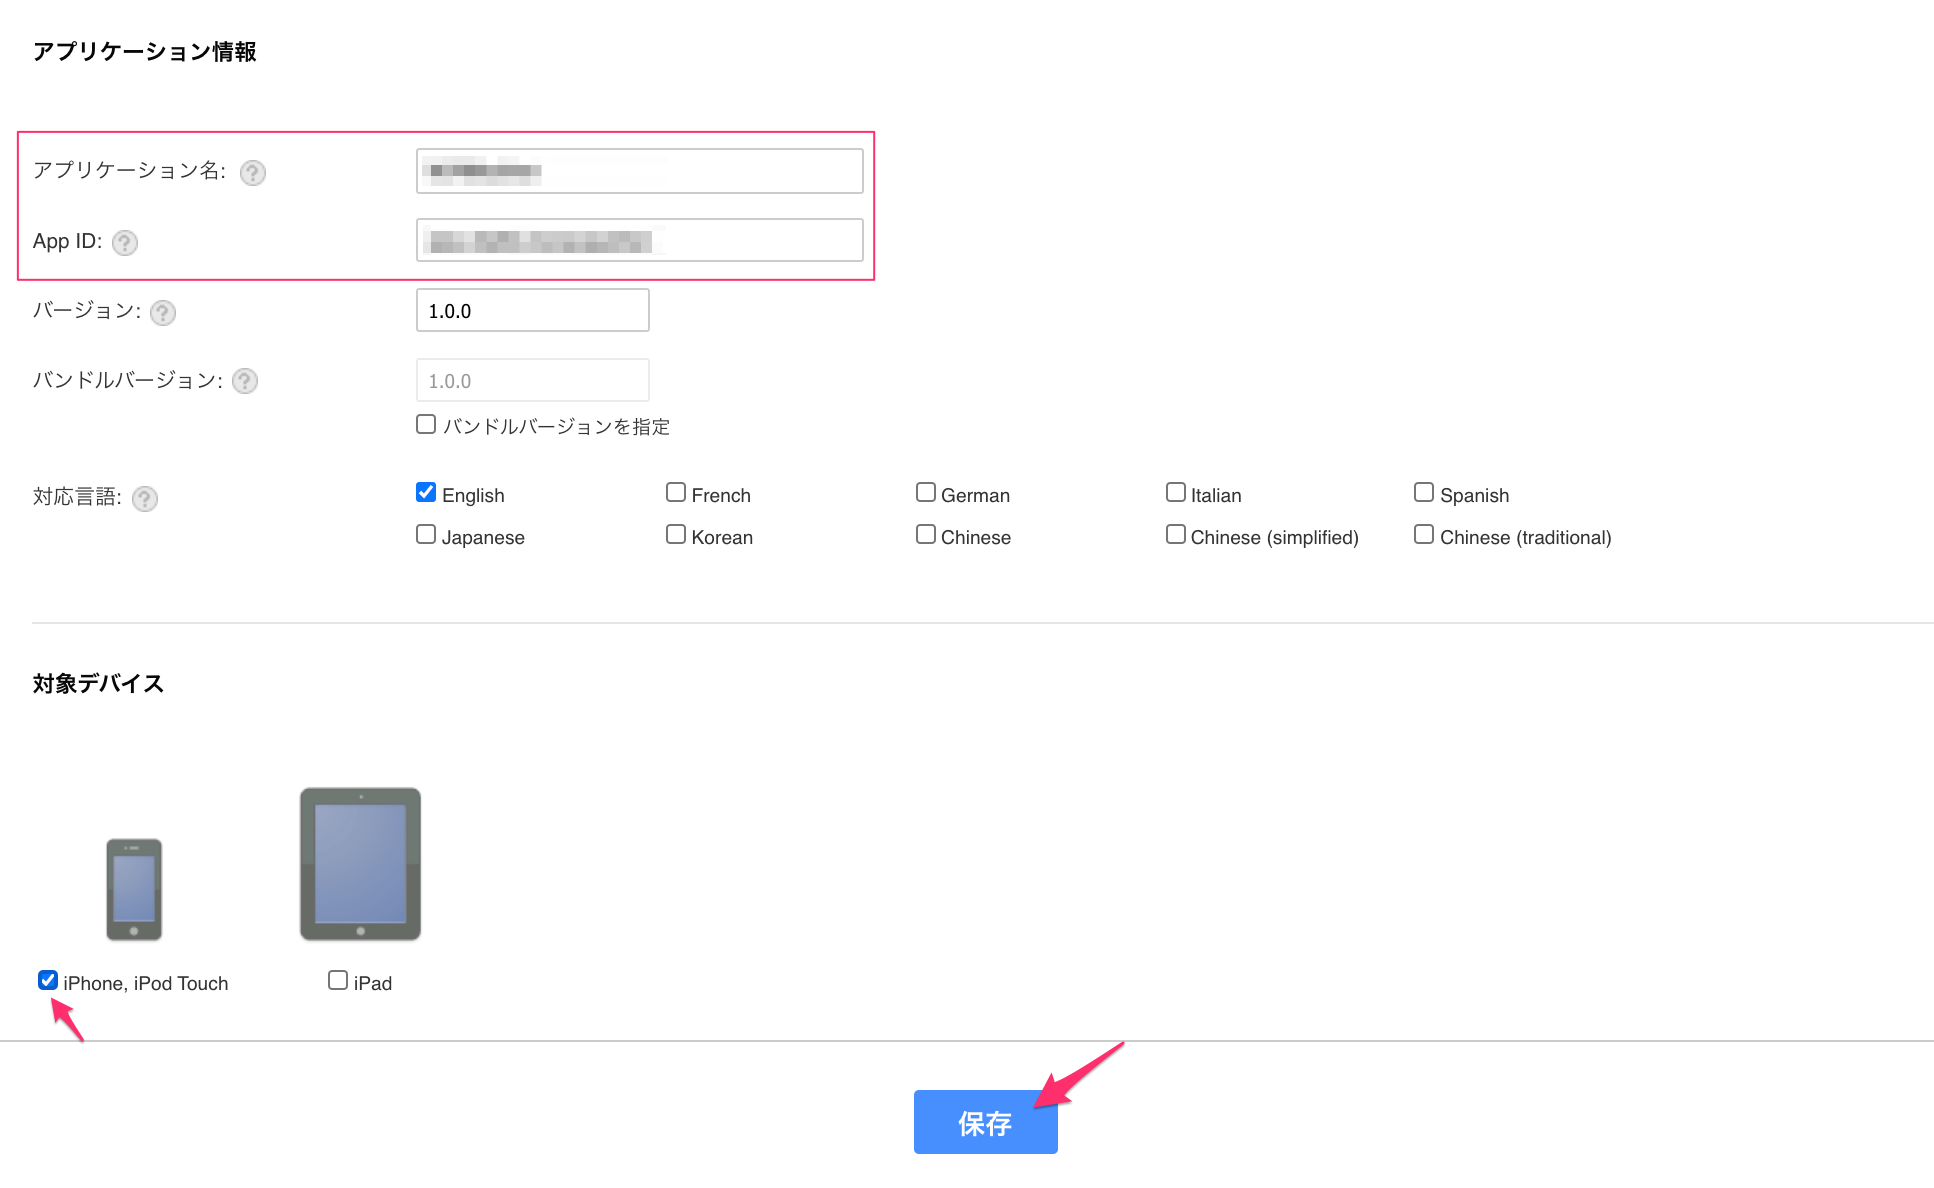 アプリケーション情報
アプリケーション名: ?
App ID: ?
バージョン: ? 1.0.0
バンドルバージョン: ? 1.0.0
バンドルバージョンを指定
対応言語: ? English French German Italian Spanish
Japanese Korean Chinese Chinese (simplified) Chinese (traditional)
対象デバイス
iPhone, iPod Touch iPad
保存